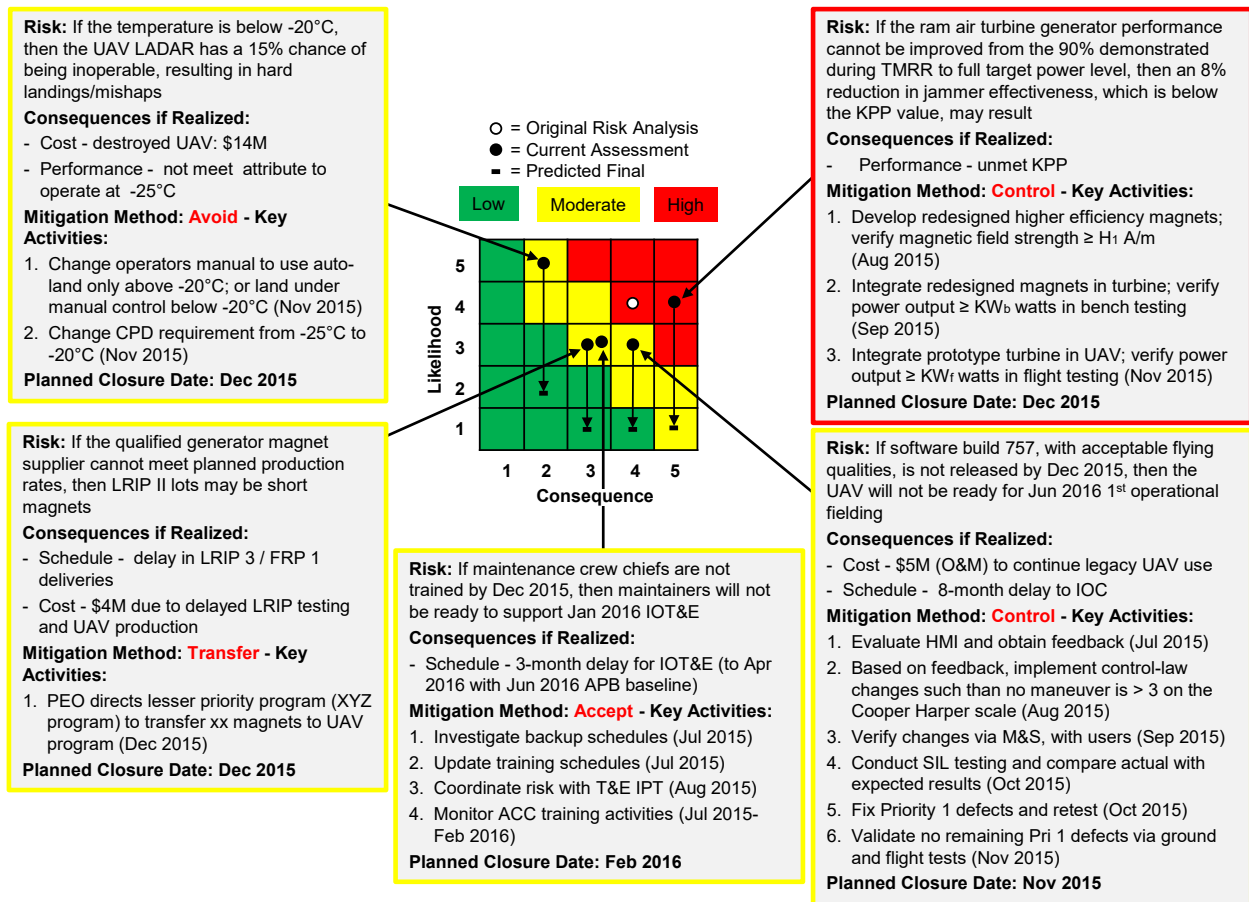 Risk: If the temperature is below -20°C,
then the UAV LADAR has a 15% chance of
being inoperable, resulting in hard
landings/mishaps
Consequences if Realized:
- Cost - destroyed UAV: $14M
- Performance - not meet attribute to
operate at -25°C
Mitigation Method: Avoid - Key
Activities:
1. Change operators manual to use auto-
land only above -20°C; or land under
manual control below -20°C (Nov 2015)
2. Change CPD requirement from -25°C to
-20°C (Nov 2015)
Planned Closure Date: Dec 2015
Risk: If the qualified generator magnet
supplier cannot meet planned production
rates, then LRIP II lots may be short
magnets
Consequences if Realized:
- Schedule - delay in LRIP 3 / FRP 1
deliveries
- Cost - $4M due to delayed LRIP testing
and UAV production
Mitigation Method: Transfer - Key
Activities:
1. PEO directs lesser priority program (XYZ
program) to transfer xx magnets to UAV
program (Dec 2015)
Planned Closure Date: Dec 2015
= Original Risk Analysis
= Current Assessment
= Predicted Final
Low Moderate High
Likelihood
5
4
3
2
1
1 2 3 4 5
Consequence
Risk: If maintenance crew chiefs are not
trained by Dec 2015, then maintainers will not
be ready to support Jan 2016 IOT&E
Consequences if Realized:
- Schedule - 3-month delay for IOT&E (to Apr
2016 with Jun 2016 APB baseline)
Mitigation Method: Accept - Key Activities:
1. Investigate backup schedules (Jul 2015)
2. Update training schedules (Jul 2015)
3. Coordinate risk with T&E IPT (Aug 2015)
4. Monitor ACC training activities (Jul 2015-
Feb 2016)
Planned Closure Date: Feb 2016
Risk: If the ram air turbine generator performance
cannot be improved from the 90% demonstrated
during TMRR to full target power level, then an 8%
reduction in jammer effectiveness, which is below
the KPP value, may result
Consequences if Realized:
- Performance - unmet KPP
Mitigation Method: Control - Key Activities:
1. Develop redesigned higher efficiency magnets;
verify magnetic field strength ≥ H1 A/m
(Aug 2015)
2. Integrate redesigned magnets in turbine; verify
power output ≥ KWb watts in bench testing
(Sep 2015)
3. Integrate prototype turbine in UAV; verify power
output ≥ KWf watts in flight testing (Nov 2015)
Planned Closure Date: Dec 2015
Risk: If software build 757, with acceptable flying
qualities, is not released by Dec 2015, then the
UAV will not be ready for Jun 2016 1st operational
fielding
Consequences if Realized:
- Cost - $5M (O&M) to continue legacy UAV use
- Schedule - 8-month delay to IOC
Mitigation Method: Control - Key Activities:
1. Evaluate HMI and obtain feedback (Jul 2015)
2. Based on feedback, implement control-law
changes such than no maneuver is > 3 on the
Cooper Harper scale (Aug 2015)
3. Verify changes via M&S, with users (Sep 2015)
4. Conduct SIL testing and compare actual with
expected results (Oct 2015)
5. Fix Priority 1 defects and retest (Oct 2015)
6. Validate no remaining Pri 1 defects via ground
and flight tests (Nov 2015)
Planned Closure Date: Nov 2015